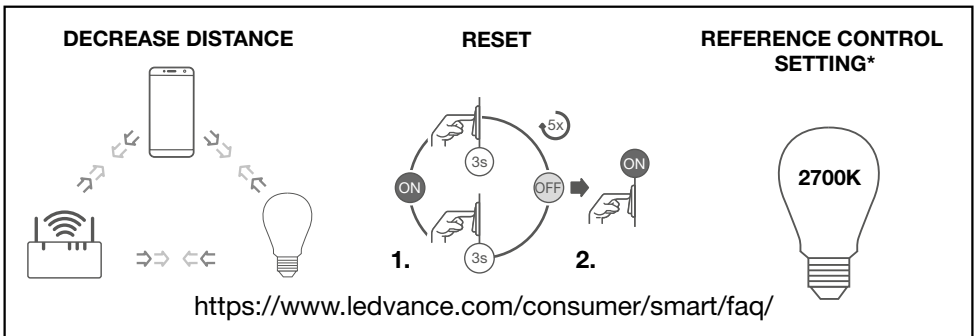 DECREASE DISTANCE
RESET
5x
3s
ON
OFF
ON
3s
1.
2.
REFERENCE CONTROL
SETTING*
2700K
https://www.ledvance.com/consumer/smart/faq/